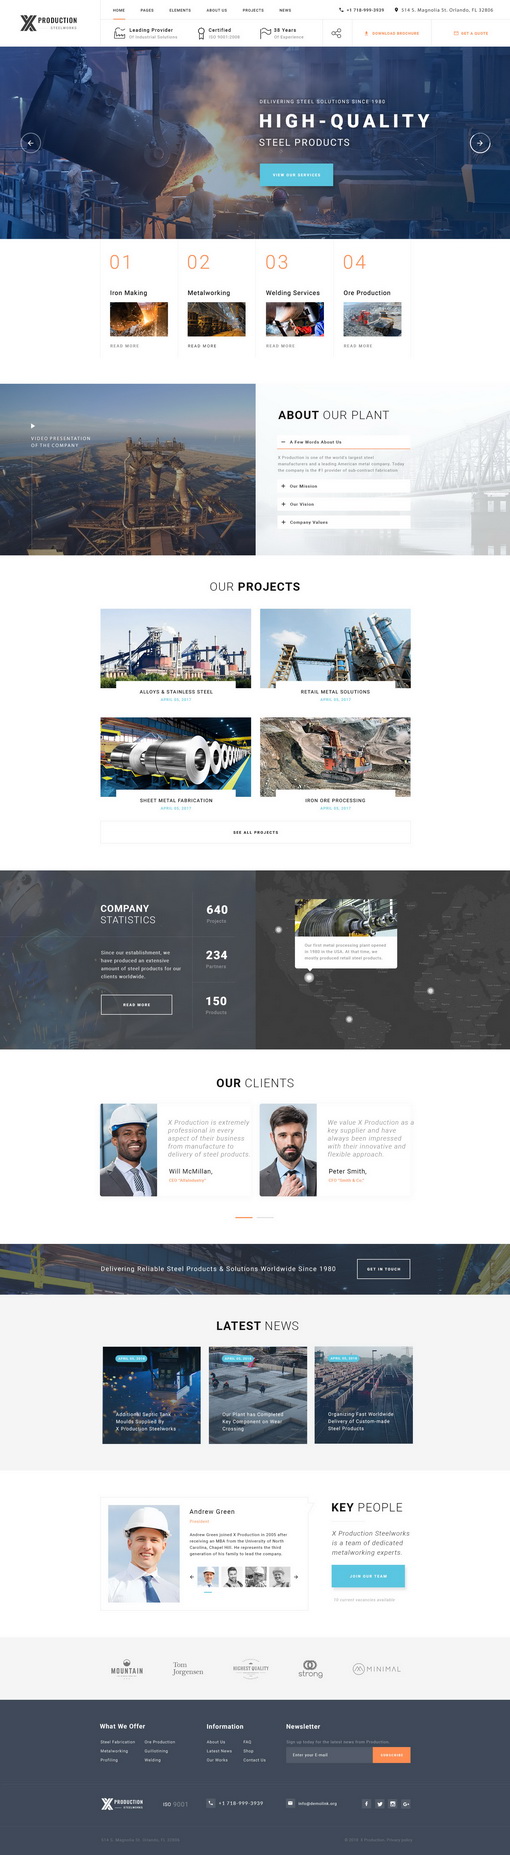 X PRODUCTION
STEELWORKS
HOME PAGES ELEMENTS ABOUT US PROJECTS NEWS
+1 718-999-3939
514 S. Magnolia St. Orlando, FL 32806
Leading Provider
Of Industrial Solutions
Certified
ISO 9001:2008
38 Years
Of Experience
DOWNLOAD BROCHURE
GET A QUOTE
DELIVERING STEEL SOLUTIONS SINCE 1980
HIGH-QUALITY
STEEL PRODUCTS
VIEW OUR SERVICES
01 02 03 04
Iron Making Metalworking Welding Services Ore Production
READ MORE READ MORE READ MORE READ MORE
VIDEO PRESENTATION
OF THE COMPANY
ABOUT OUR PLANT
A Few Words About Us
X Production is one of the world's largest steel
manufacturers and a leading American metal company. Today
the company is the #1 provider of sub contract fabrication
Our Mission
Our Vision
Company Values
OUR PROJECTS
ALLOYS & STAINLESS STEEL
APRIL 20, 2017
RETAIL METAL SOLUTIONS
APRIL 20, 2017
SHEET METAL FABRICATION
APRIL 20, 2017
IRON ORE PROCESSING
APRIL 20, 2017
SEE ALL PROJECTS
COMPANY
STATISTICS
Since our establishment, we
have produced an extensive
amount of steel products for our
clients worldwide.
READ MORE
640
Projects
234
Partners
150
Products
Our first metal processing plant opened
in 1980 in the USA. At that time, we
mostly produced retail steel products.
OUR CLIENTS
X Production is extremely
professional in every
aspect of their business
from manufacture to
delivery of steel products.
Will McMillan,
We value X Production as a
key supplier and have
always been impressed
with their innovative and
flexible approach.
Peter Smith,
CEO "Smith & Co."
Delivering Reliable Steel Products & Solutions Worldwide Since 1980
GET IN TOUCH
LATEST NEWS
Additional Septic Tank
Moulds Supplied By
X Production Steelworks
Our Plant has Completed
Key Component on Wear
Crossing
Organizing Fast Worldwide
Delivery of Custom-made
Steel Products
Andrew Green
President
Andrew Green joined X Production in 2005 after
receiving an MBA from the University of North
Carolina, Chapel Hill. He represents the third
generation of his family to lead the company.
KEY PEOPLE
X Production Steelworks
is a team of dedicated
metalworking experts.
JOIN OUR TEAM
10 current vacancies available
MOUNTAIN
Tom
Jorgensen
HIGHEST QUALITY
strong
MINIMAL
What We Offer
Steel Fabrication Ore Production
Metalworking Gunstoning
Profiling Welding
Information
About Us FAQ
Latest News Shop
Our Works Contact Us
Newsletter
Sign up today for the latest news from Production.
Enter your E-mail
SUBSCRIBE
X PRODUCTION
STEELWORKS
ISO 9001
+1 718-999-3939
info@demolink.org
514 S. Magnolia St. Orlando, FL 32806
© 2018 X Production. Privacy policy